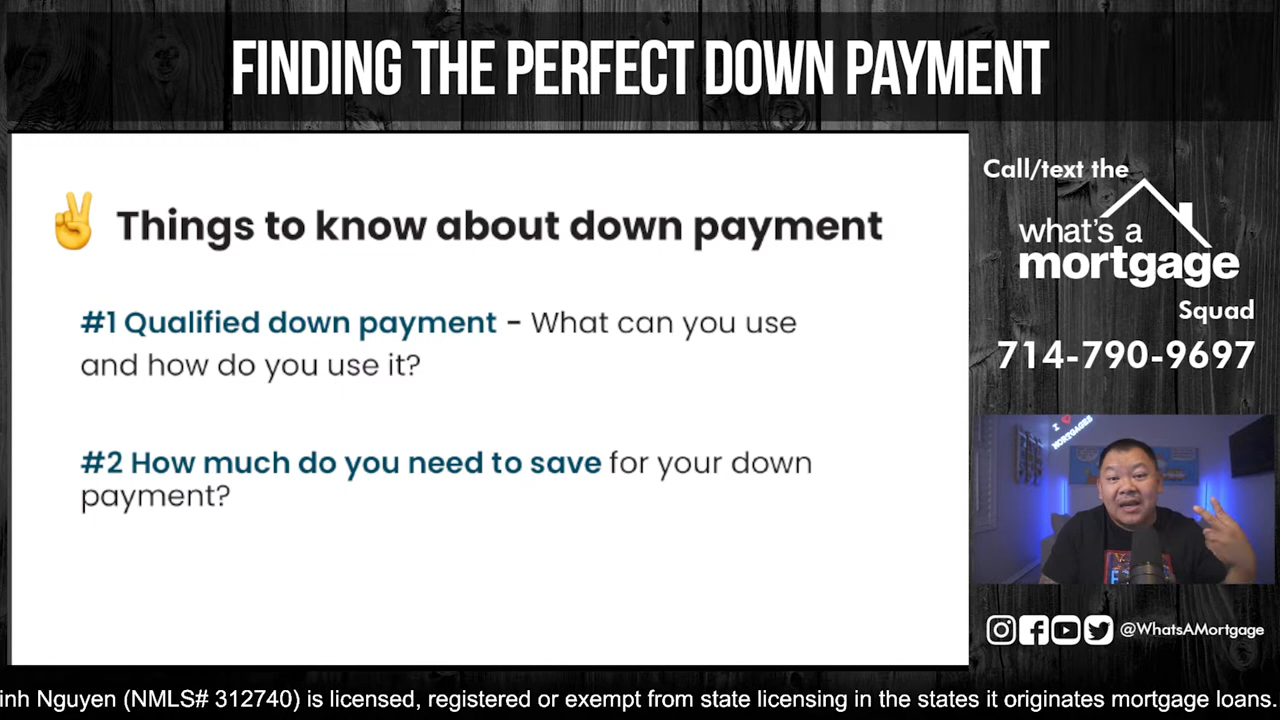 FINDING THE PERFECT DOWN PAYMENT
Things to know about down payment
#1 Qualified down payment - What can you use
and how do you use it?
#2 How much do you need to save for your down
payment?
Call/text the
what's a
mortgage
Squad
714-790-9697
I ❤ MORTGAGES
@WhatsAMortgage
inh Nguyen (NMLS# 312740) is licensed, registered or exempt from state licensing in the states it originates mortgage loans.